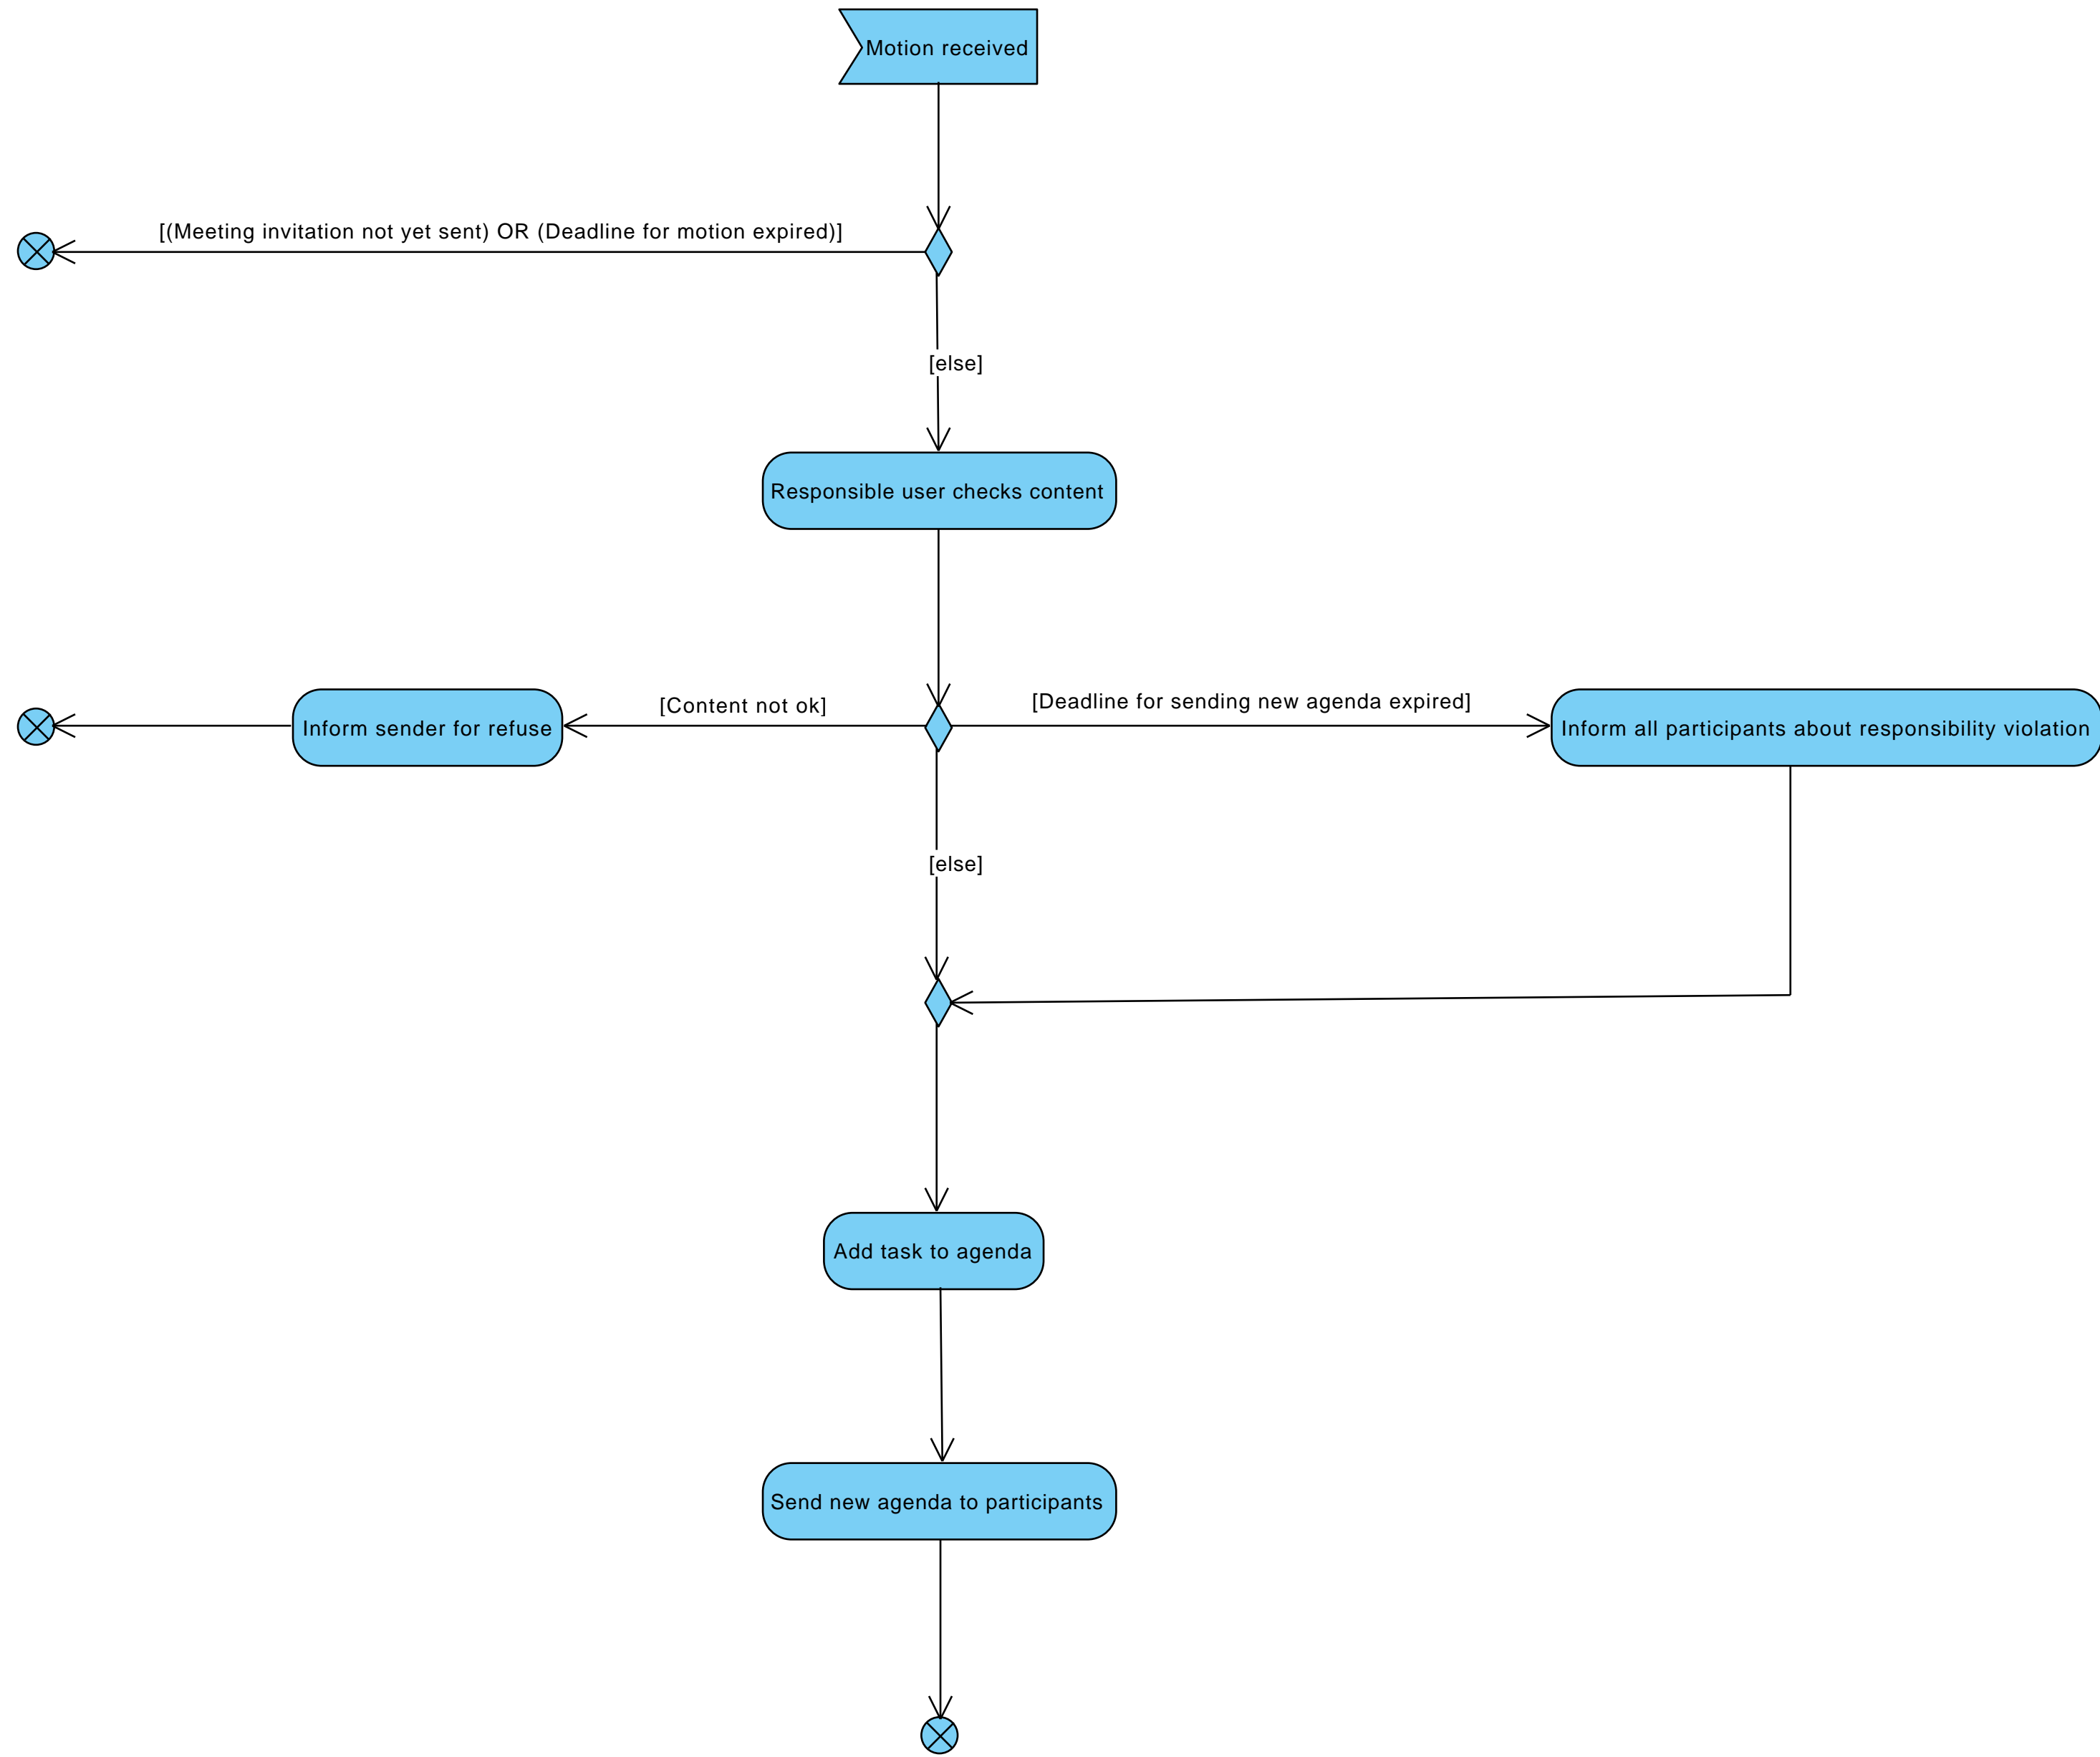 Motion received
[(Meeting invitation not yet sent) OR (Deadline for motion expired)]
[else]
Responsible user checks content
Inform sender for refuse
[Content not ok]
[Deadline for sending new agenda expired]
Inform all participants about responsibility violation
[else]
Add task to agenda
Send new agenda to participants